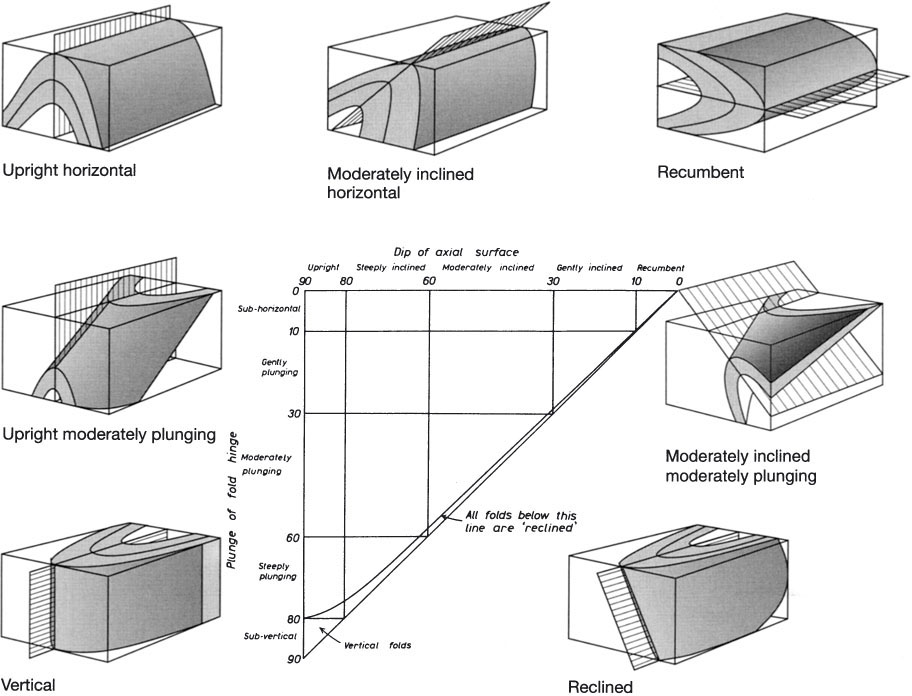 Upright horizontal
Moderately inclined
horizontal
Recumbent
Dip of axial surface
Upright Steeply inclined Moderately inclined Gently inclined Recumbent
90 80 60 30 10 0
0
Sub-horizontal
10
Gently
plunging
30
Moderately
plunging
60
Steeply
plunging
80
Sub-vertical
90
Plunge of fold hinge
All folds below this
line are 'reclined'
Vertical folds
Upright moderately plunging
Moderately inclined
moderately plunging
Vertical
Reclined